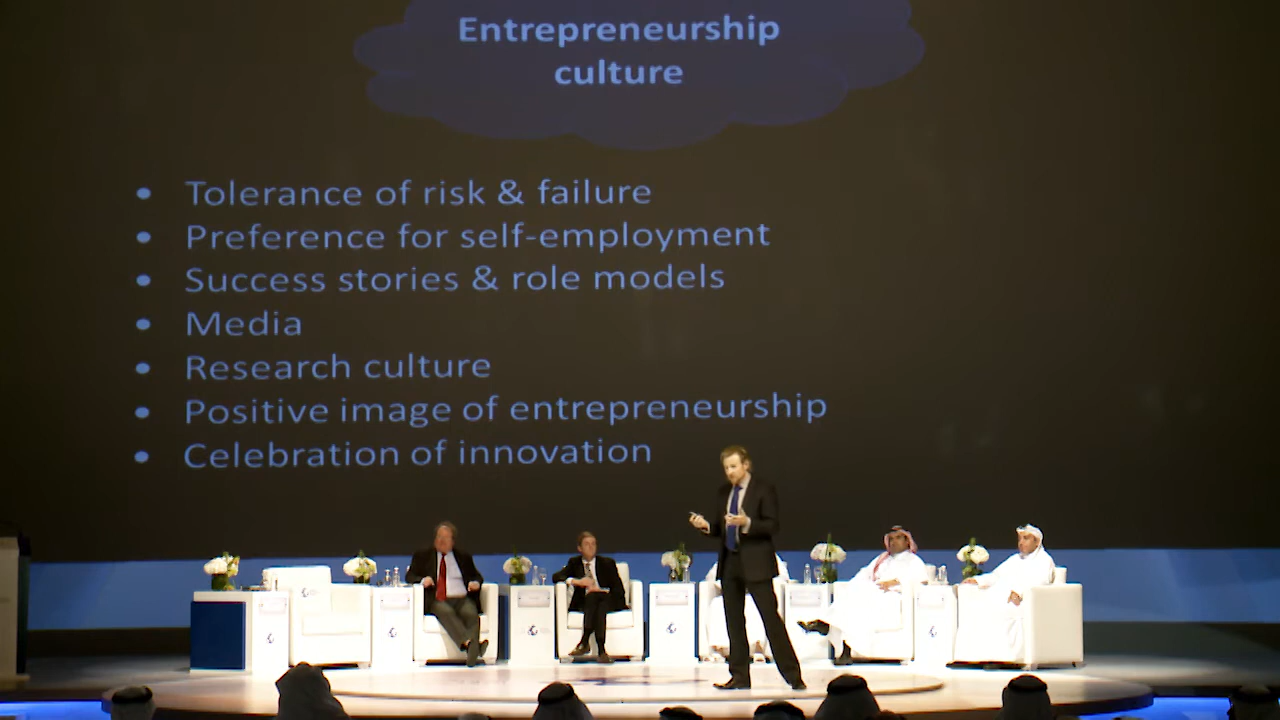 Entrepreneurship
culture
• Tolerance of risk & failure
• Preference for self-employment
• Success stories & role models
• Media
• Research culture
• Positive image of entrepreneurship
• Celebration of innovation